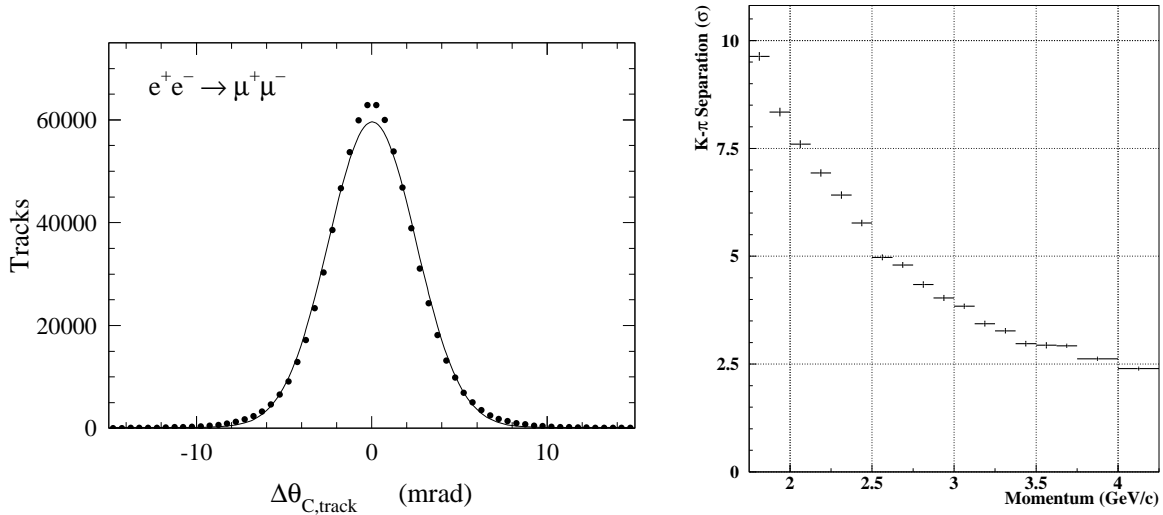 e⁺e⁻ → μ⁺μ⁻
60000
40000
20000
0
Tracks
-10 0 10
Δθ_C,track (mrad)
K-π Separation (σ)
10
7.5
5
2.5
0
2 2.5 3 3.5 4
Momentum (GeV/c)